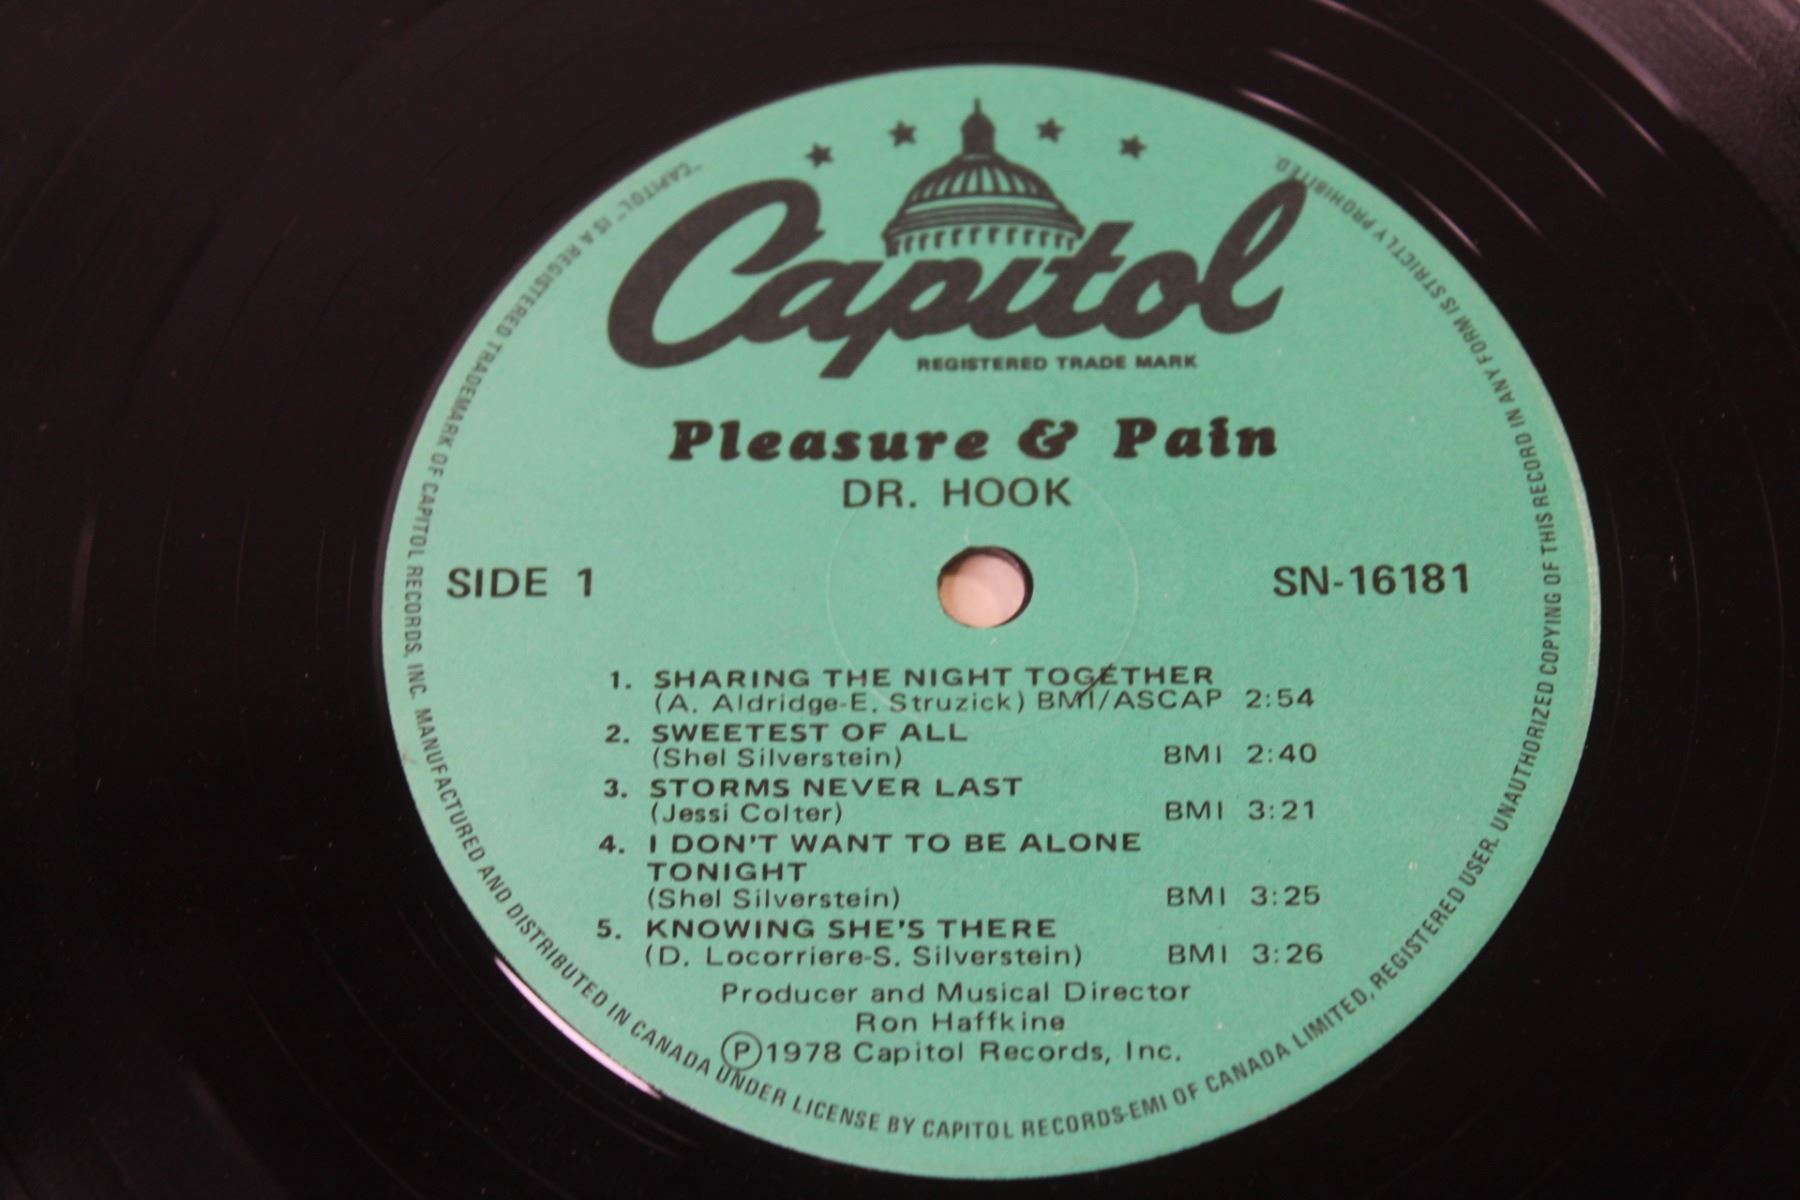 Capitol
REGISTERED TRADE MARK
Pleasure & Pain
DR. HOOK
SIDE 1
SN-16181
1. SHARING THE NIGHT TOGETHER
(A. Aldridge-E. Struzick) BMI/ASCAP 2:54
2. SWEETEST OF ALL
(Shel Silverstein) BMI 2:40
3. STORMS NEVER LAST
(Jessi Colter) BMI 3:21
4. I DON'T WANT TO BE ALONE
TONIGHT
(Shel Silverstein) BMI 3:25
5. KNOWING SHE'S THERE
(D. Locorriere-S. Silverstein) BMI 3:26
Producer and Musical Director
Ron Haffkine
Ⓟ1978 Capitol Records, Inc.
"CAPITOL" IS A REGISTERED TRADEMARK OF CAPITOL RECORDS, INC. MANUFACTURED AND DISTRIBUTED IN CANADA UNDER LICENSE BY CAPITOL RECORDS-EMI OF CANADA LIMITED, REGISTERED USER. UNAUTHORIZED COPYING OF THIS RECORD IN ANY FORM IS STRICTLY PROHIBITED.